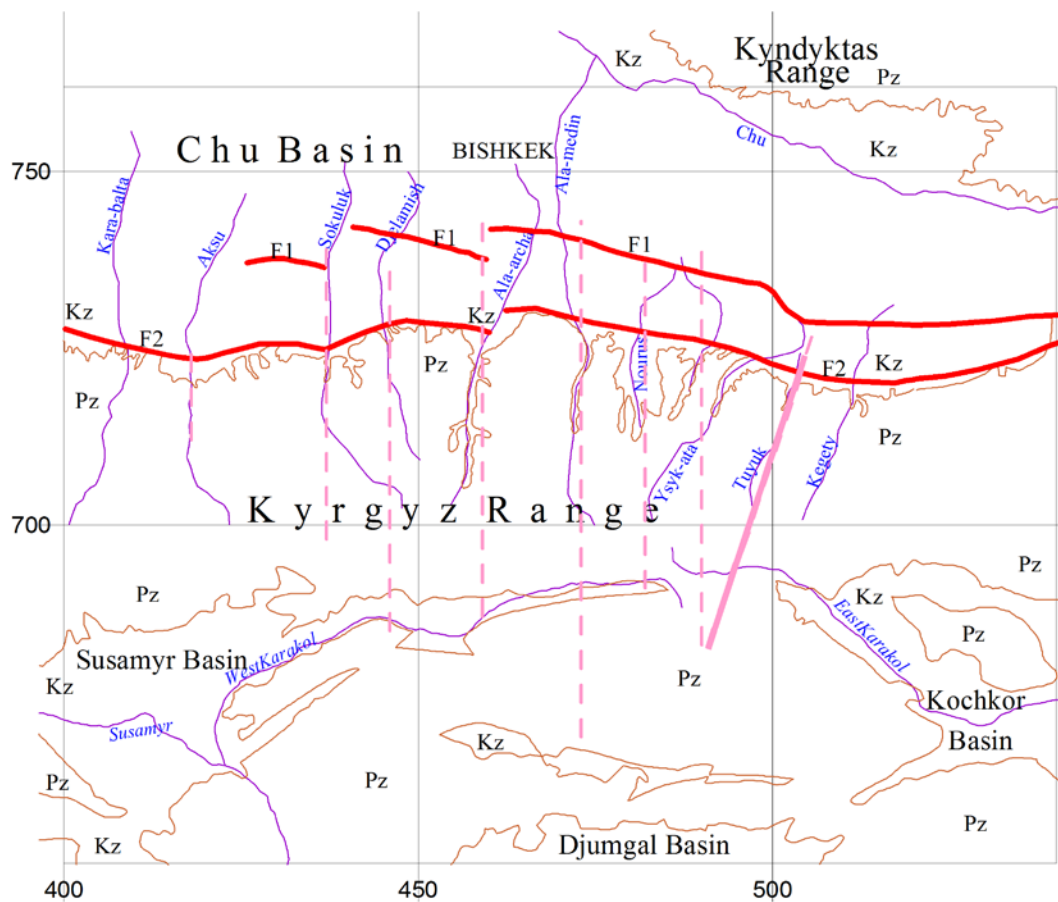 Kyndyktas
Range
Kz
Pz
Chu
Kz
750
Chu Basin
BISHKEK
Ala-medin
Kara-balta
Aksu
Sokuluk
Djelamish
Ala-archa
F1
F1
F1
Kz
F2
Kz
Pz
Pz
Nourus
F2
Kz
Pz
Ysyk-ata
Tuyuk
Kegety
700
Kyrgyz Range
Pz
Pz
Kz
EastKarakol
Pz
Susamyr Basin
WestKarakol
Kz
Pz
Kochkor
Basin
Susamyr
Kz
Pz
Pz
Kz
Djumgal Basin
Pz
400
450
500